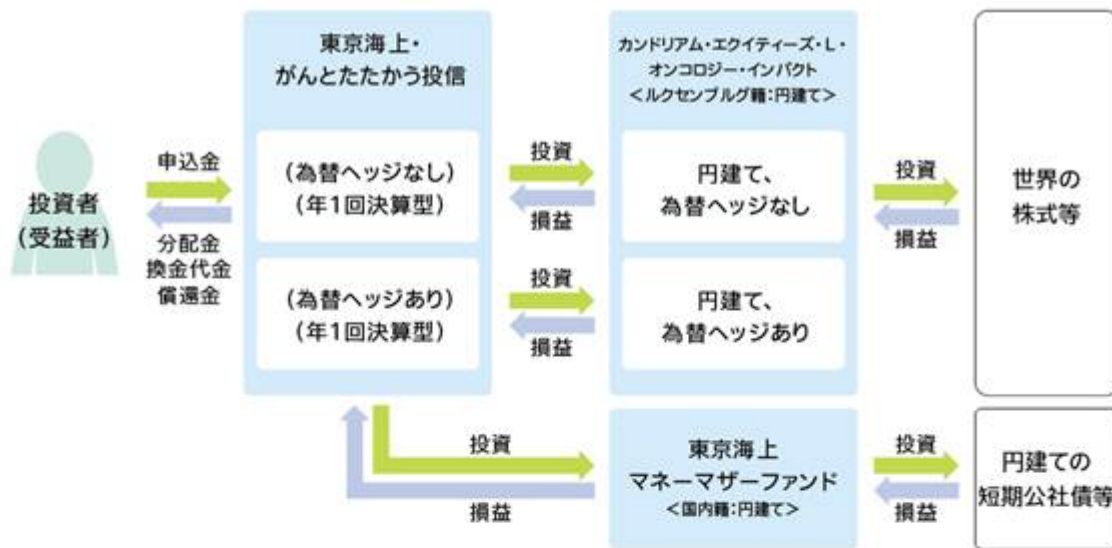 東京海上・
がんとたたかう投信
カンドリアム・エクイティーズ・L・
オンコロジー・インパクト
<ルクセンブルグ籍:円建て>
投資者
(受益者)
申込金
分配金
換金代金
償還金
(為替ヘッジなし)
(年1回決算型)
投資
損益
円建て、
為替ヘッジなし
投資
損益
世界の
株式等
(為替ヘッジあり)
(年1回決算型)
投資
損益
円建て、
為替ヘッジあり
投資
損益
東京海上
マネーマザーファンド
<国内籍:円建て>
投資
損益
円建ての
短期公社債等